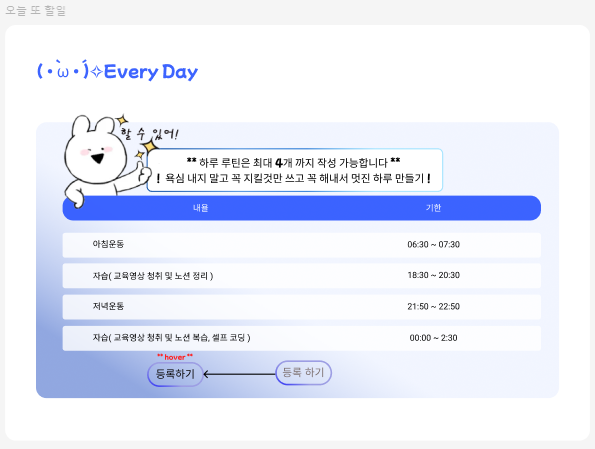 오늘 또 할일
(•̀ω•́)✧Every Day
할 수 있어!
** 하루 루틴은 최대 4개 까지 작성 가능합니다 **
! 욕심 내지 말고 꼭 지킬것만 쓰고 꼭 해내서 멋진 하루 만들기 !
내욜 기한
아침운동 06:30 ~ 07:30
자습( 교육영상 청취 및 노션 정리 ) 18:30 ~ 20:30
저녁운동 21:50 ~ 22:50
자습( 교육영상 청취 및 노션 복습, 셀프 코딩 ) 00:00 ~ 2:30
** hover **
등록하기 등록 하기